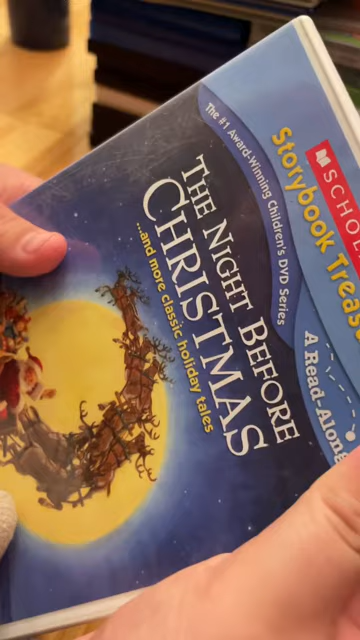 SCHOL
Storybook Treas
The #1 Award-Winning Children's DVD Series
A Read-Along
THE NIGHT BEFORE
CHRISTMAS
...and more classic holiday tales